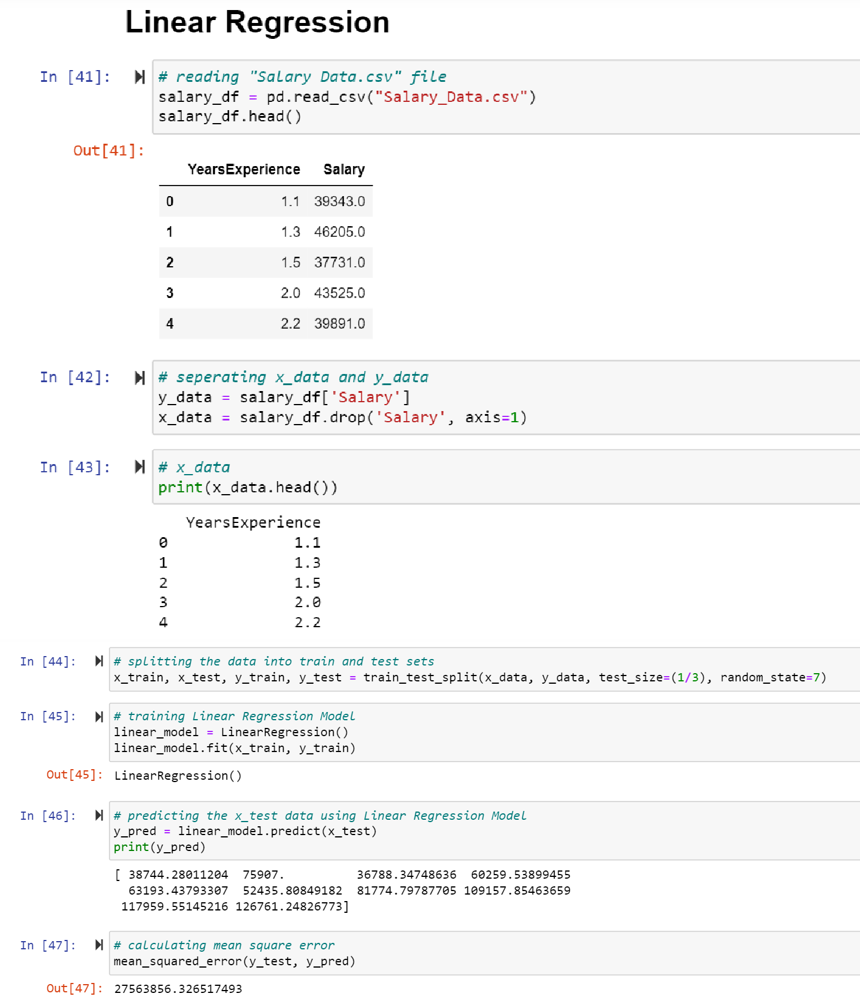 Linear Regression
In [41]:
# reading "Salary Data.csv" file
salary_df = pd.read_csv("Salary_Data.csv")
salary_df.head()
Out[41]:
YearsExperience Salary
0 1.1 39343.0
1 1.3 46205.0
2 1.5 37731.0
3 2.0 43525.0
4 2.2 39891.0
In [42]:
# seperating x_data and y_data
y_data = salary_df['Salary']
x_data = salary_df.drop('Salary', axis=1)
In [43]:
# x_data
print(x_data.head())
YearsExperience
0 1.1
1 1.3
2 1.5
3 2.0
4 2.2
In [44]:
# splitting the data into train and test sets
x_train, x_test, y_train, y_test = train_test_split(x_data, y_data, test_size=(1/3), random_state=7)
In [45]:
# training Linear Regression Model
linear_model = LinearRegression()
linear_model.fit(x_train, y_train)
Out[45]: LinearRegression()
In [46]:
# predicting the x_test data using Linear Regression Model
y_pred = linear_model.predict(x_test)
print(y_pred)
[ 38744.28011204 75907. 36788.34748636 60259.53899455
63193.43793307 52435.80849182 81774.79787705 109157.85463659
117959.55145216 126761.24826773]
In [47]:
# calculating mean square error
mean_squared_error(y_test, y_pred)
Out[47]: 27563856.326517493